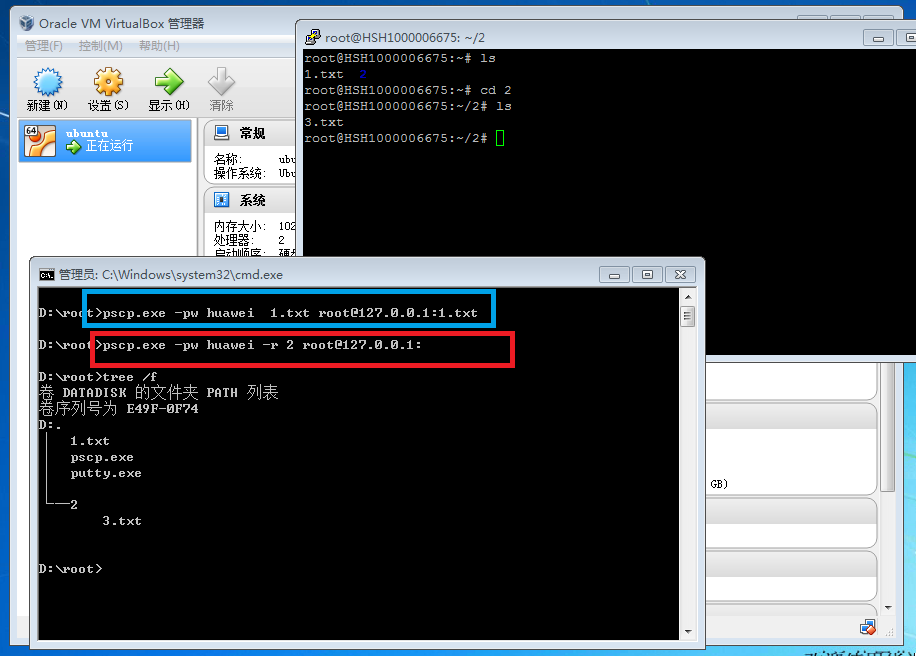 Oracle VM VirtualBox 管理器
管理(F) 控制(M) 帮助(H)
新建(N) 设置(S) 显示(H) 清除
64 ubuntu
正在运行
常规
名称: ubu
操作系统: Ubu
系统
内存大小: 102
处理器: 2
启动顺序:
root@HSH1000006675: ~/2
root@HSH1000006675:~# ls
1.txt 2
root@HSH1000006675:~# cd 2
root@HSH1000006675:~/2# ls
3.txt
root@HSH1000006675:~/2#
管理员: C:\Windows\system32\cmd.exe
D:\root>pscp.exe -pw huawei  1.txt root@127.0.0.1:1.txt
D:\root>pscp.exe -pw huawei -r 2 root@127.0.0.1:
D:\root>tree /f
卷 DATADISK 的文件夹 PATH 列表
卷序列号为 E49F-0F74
D:.
1.txt
pscp.exe
putty.exe
2
3.txt
D:\root>
GB)